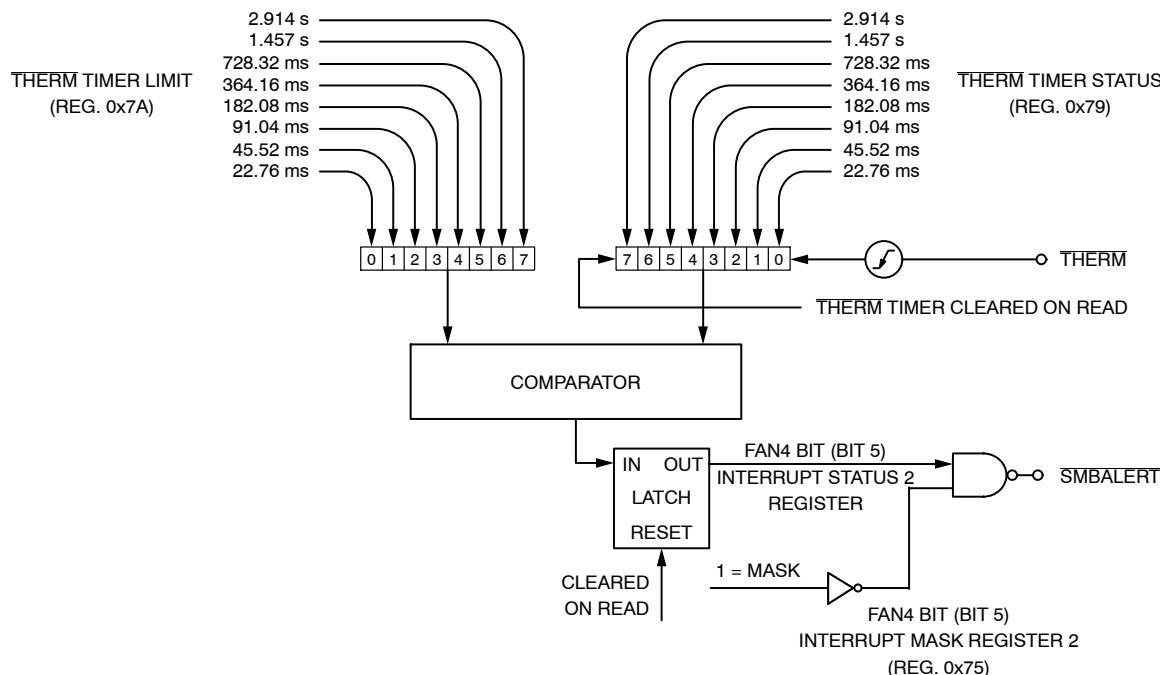 2.914 s
1.457 s
728.32 ms
364.16 ms
182.08 ms
91.04 ms
45.52 ms
22.76 ms
THERM TIMER LIMIT
(REG. 0x7A)
2.914 s
1.457 s
728.32 ms
364.16 ms
182.08 ms
91.04 ms
45.52 ms
22.76 ms
THERM TIMER STATUS
(REG. 0x79)
0 1 2 3 4 5 6 7
7 6 5 4 3 2 1 0
THERM
THERM TIMER CLEARED ON READ
COMPARATOR
IN OUT
LATCH
RESET
FAN4 BIT (BIT 5)
INTERRUPT STATUS 2
REGISTER
SMBALERT
CLEARED
ON READ
1 = MASK
FAN4 BIT (BIT 5)
INTERRUPT MASK REGISTER 2
(REG. 0x75)